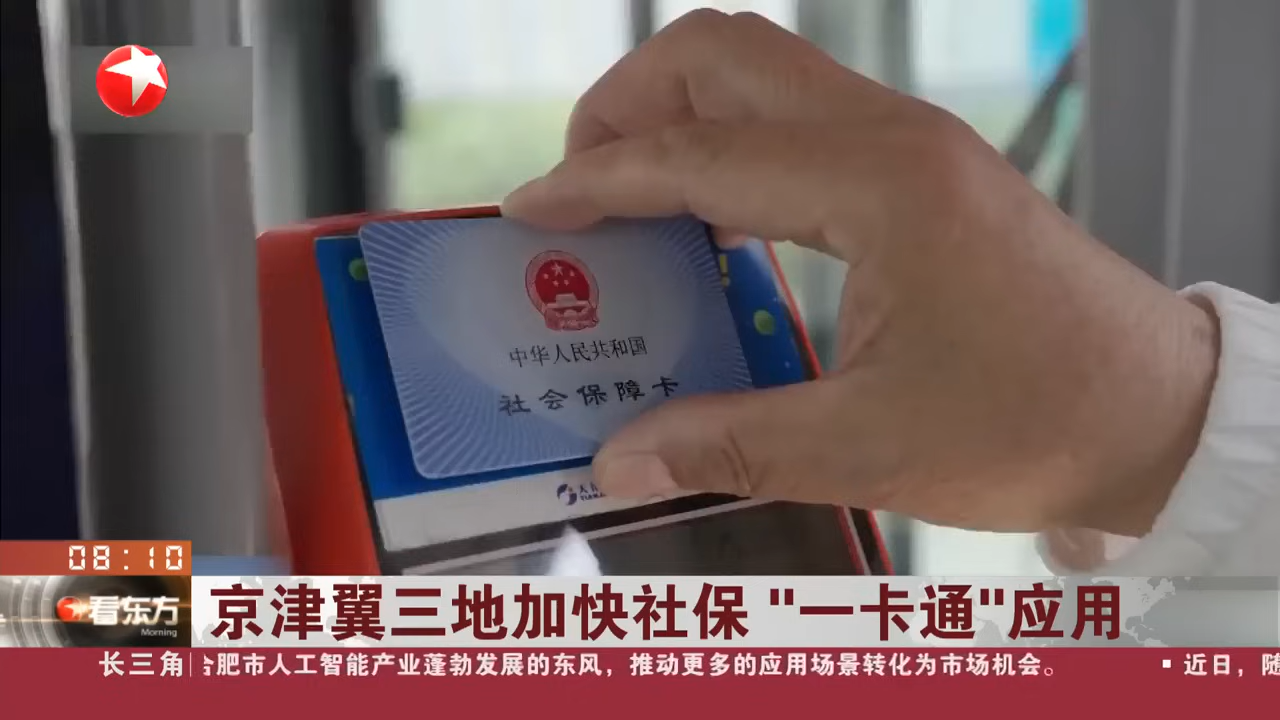 中华人民共和国
社会保障卡
08:10
看东方
Morning
京津翼三地加快社保"一卡通"应用
长三角
合肥市人工智能产业蓬勃发展的东风，推动更多的应用场景转化为市场机会。
▪ 近日，随